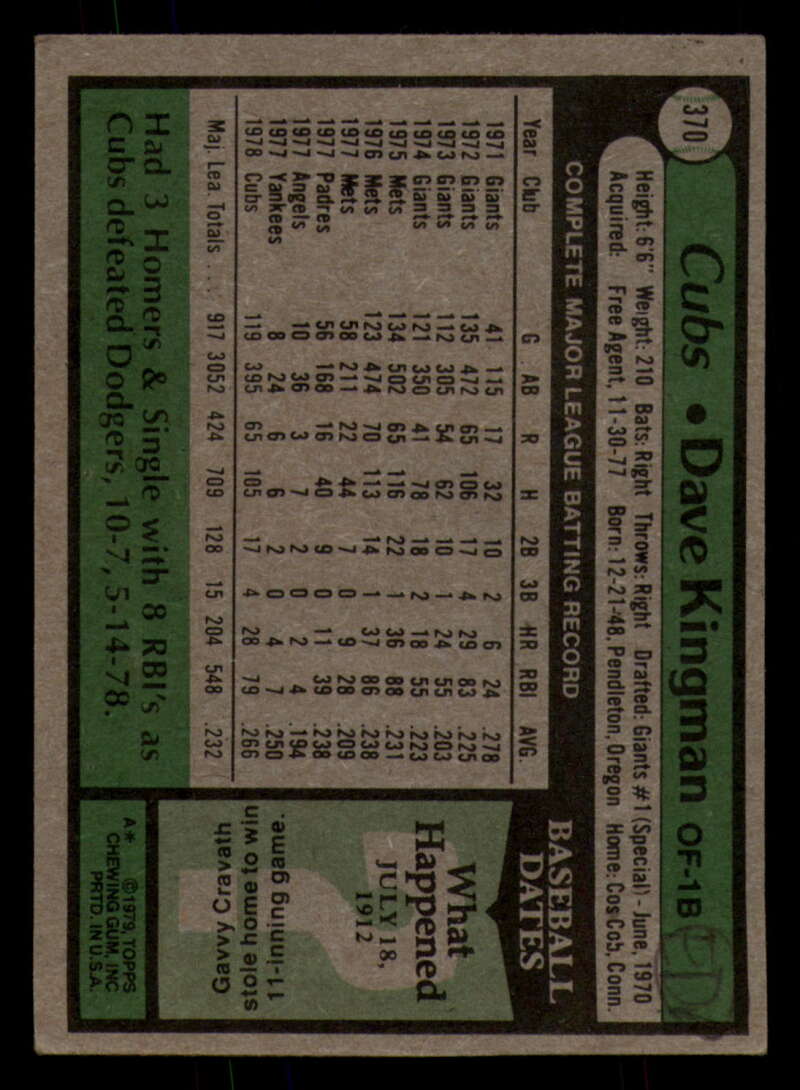 370
Cubs • Dave Kingman OF-1B
Height: 6'6" Weight: 210 Bats: Right Throws: Right Drafted: Giants #1 (Special) - June, 1970
Acquired: Free Agent, 11-30-77 Born: 12-21-48, Pendleton, Oregon Home: Cos Cob, Conn.
COMPLETE MAJOR LEAGUE BATTING RECORD
Year Club G AB R H 2B 3B HR RBI AVG.
1971 Giants 41 115 17 32 10 2 6 24 .278
1972 Giants 135 472 65 106 17 4 29 83 .225
1973 Giants 112 305 54 62 10 1 24 55 .203
1974 Giants 121 350 41 78 18 2 18 55 .223
1975 Mets 134 502 65 116 22 1 36 88 .231
1976 Mets 123 474 70 113 14 1 37 86 .238
1977 Mets 58 211 22 44 7 0 9 28 .209
1977 Padres 56 168 16 40 9 0 11 39 .238
1977 Angels 10 36 3 7 2 0 2 4 .194
1977 Yankees 8 24 6 6 2 0 4 7 .250
1978 Cubs 119 395 65 105 17 4 28 79 .266
Maj. Lea. Totals . . . 917 3052 424 709 128 15 204 548 .232
Had 3 Homers & Single with 8 RBI's as
Cubs defeated Dodgers, 10-7, 5-14-78.
BASEBALL
DATES
What
Happened
JULY 18,
1912
?
Gavvy Cravath
stole home to win
11-inning game.
A* ©1979, TOPPS
CHEWING GUM, INC
PRTD. IN U.S.A.